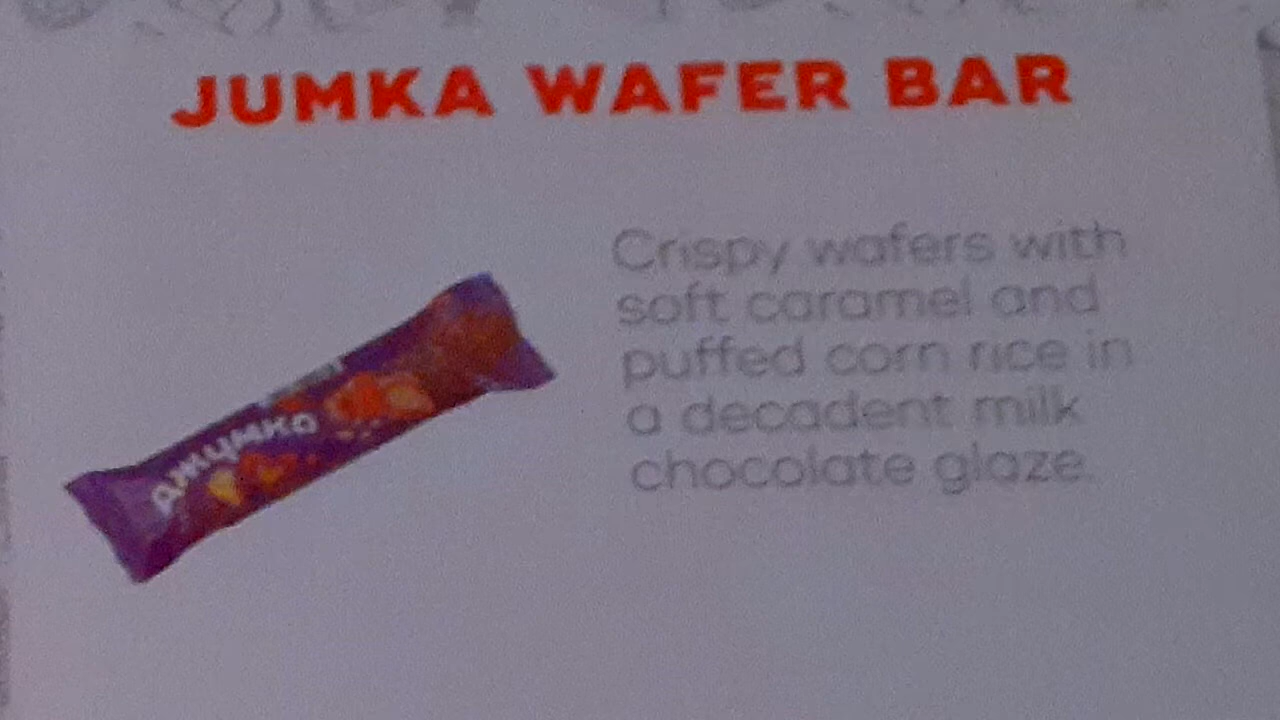 JUMKA WAFER BAR
Crispy wafers with
soft caramel and
puffed corn rice in
a decadent milk
chocolate glaze.
Джумка